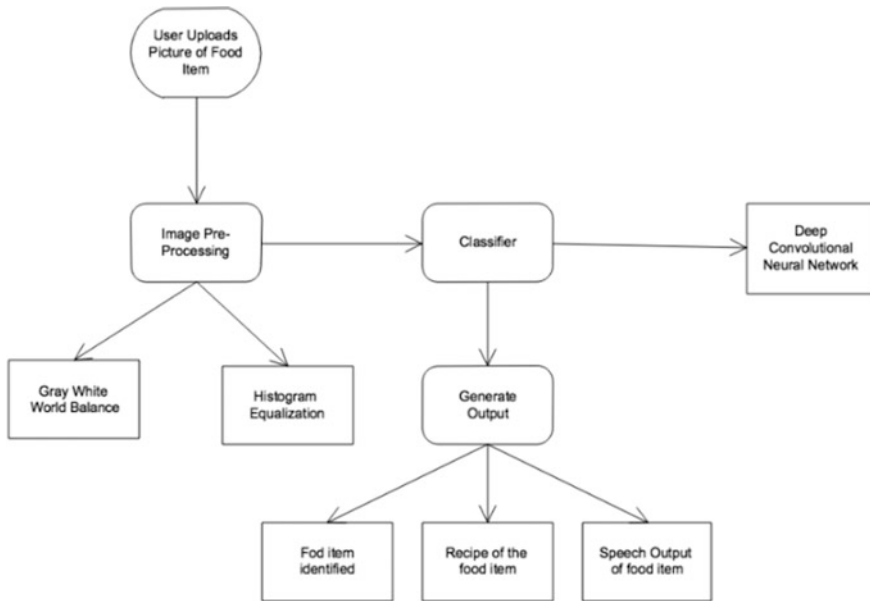 User Uploads
Picture of Food
Item
Image Pre-
Processing
Classifier
Deep
Convolutional
Neural Network
Gray White
World Balance
Histogram
Equalization
Generate
Output
Fod item
identified
Recipe of the
food item
Speech Output
of food item